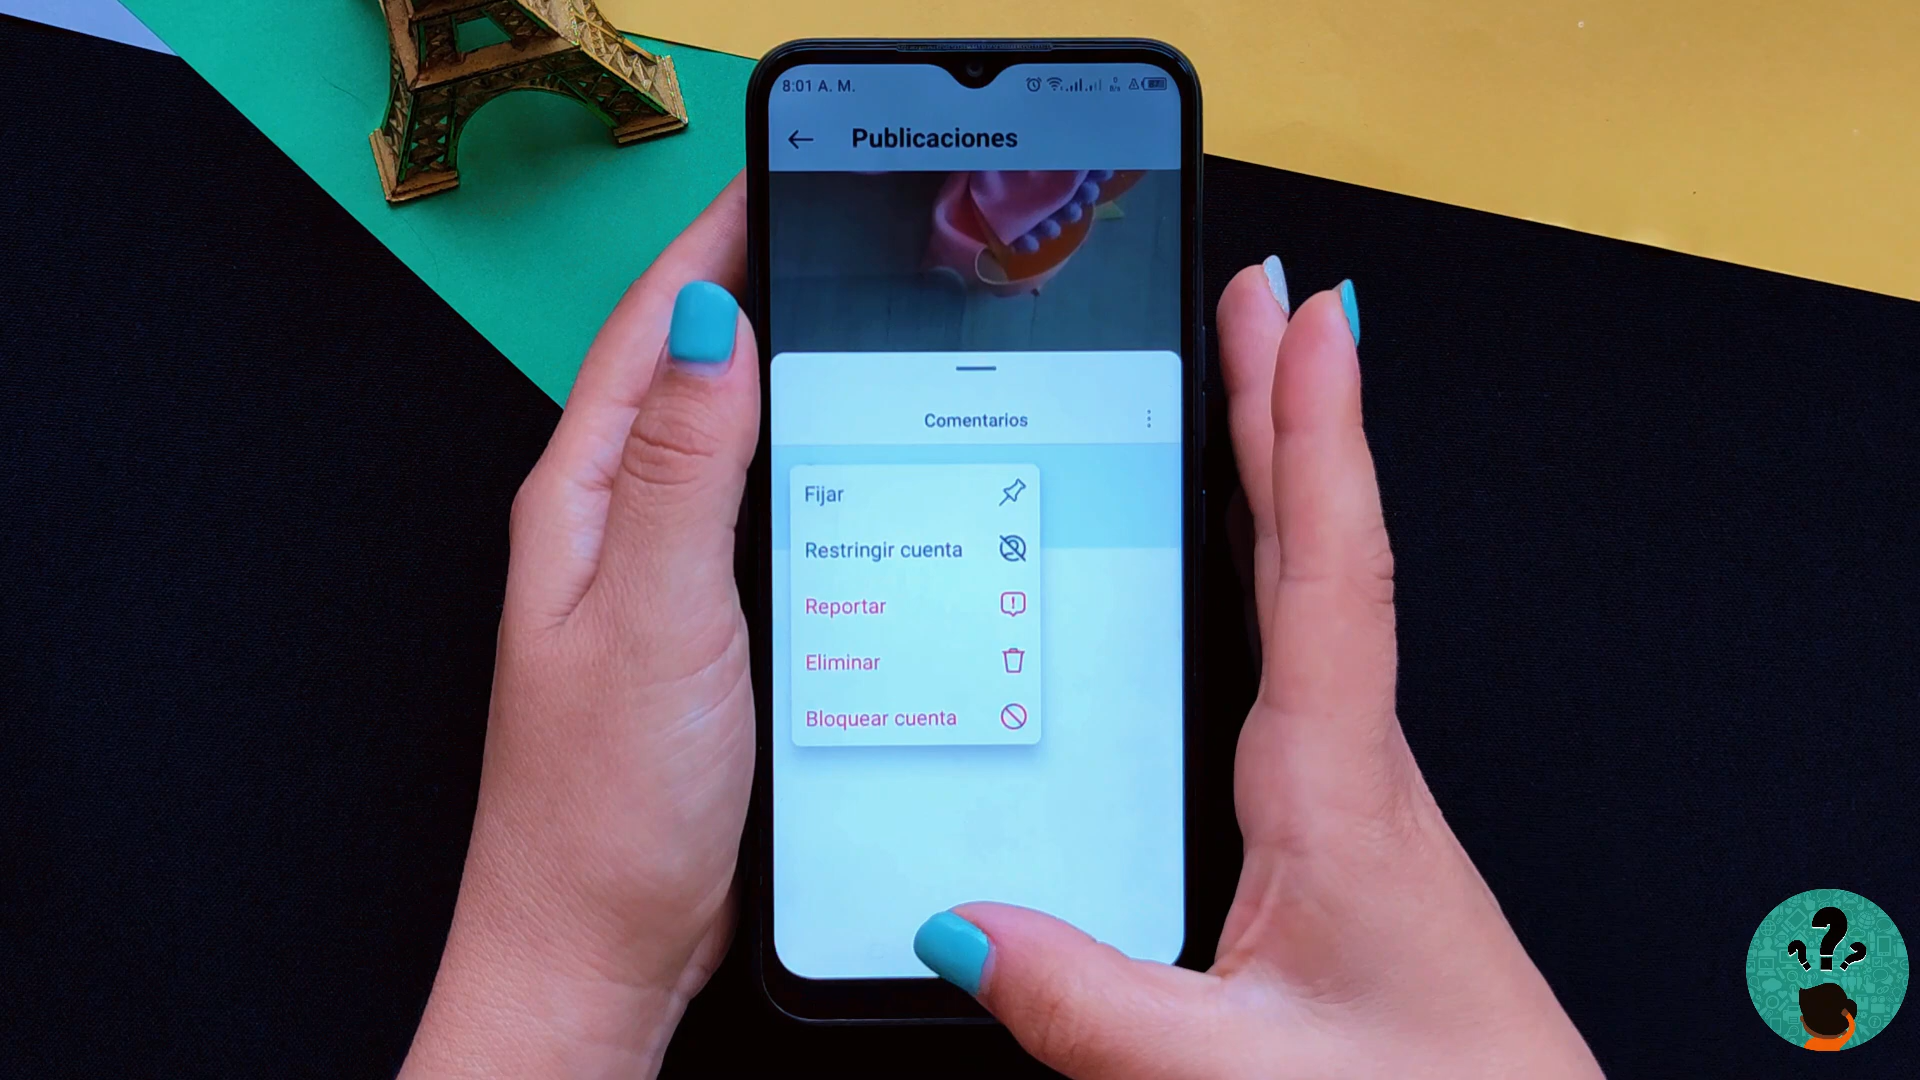 8:01 A. M.
Publicaciones
Comentarios
Fijar
Restringir cuenta
Reportar
Eliminar
Bloquear cuenta